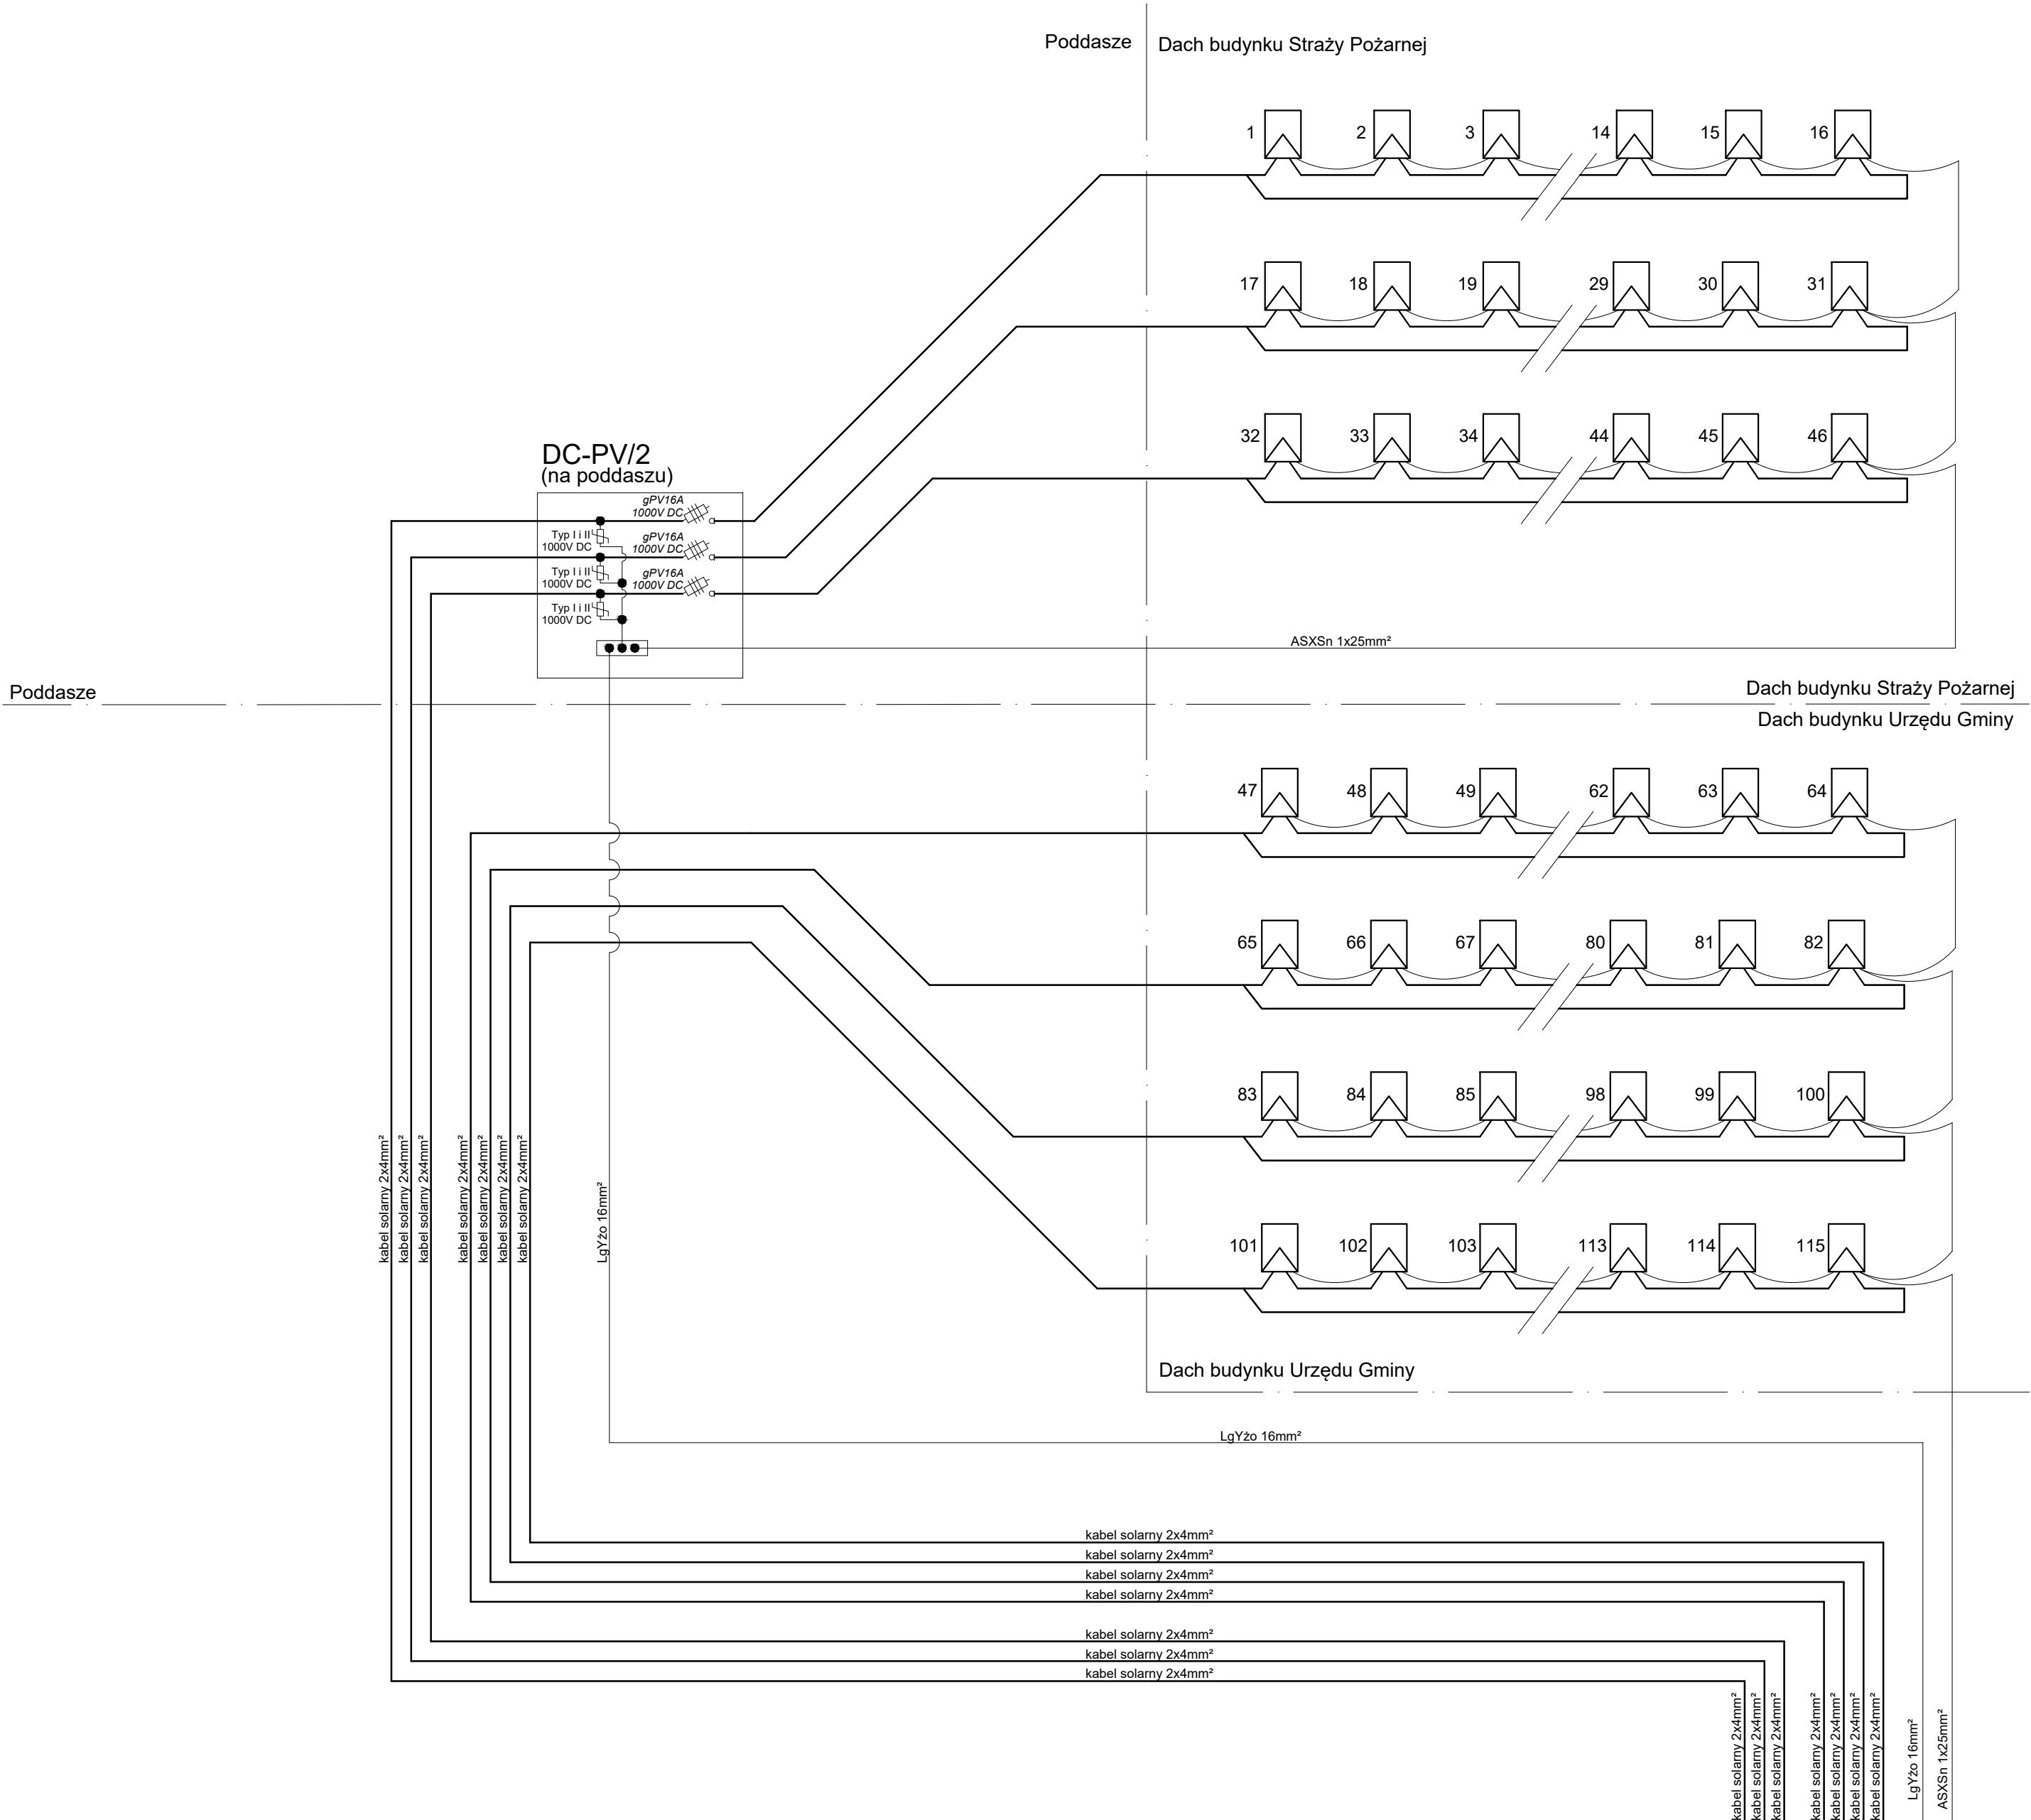 Poddasze
Dach budynku Straży Pożarnej
1 2 3 14 15 16
17 18 19 29 30 31
32 33 34 44 45 46
DC-PV/2
(na poddaszu)
gPV16A
1000V DC
Typ I i II
1000V DC
gPV16A
1000V DC
Typ I i II
1000V DC
gPV16A
1000V DC
Typ I i II
1000V DC
ASXSn 1x25mm²
Poddasze
Dach budynku Straży Pożarnej
Dach budynku Urzędu Gminy
47 48 49 62 63 64
65 66 67 80 81 82
83 84 85 98 99 100
101 102 103 113 114 115
kabel solarny 2x4mm²
kabel solarny 2x4mm²
kabel solarny 2x4mm²
kabel solarny 2x4mm²
kabel solarny 2x4mm²
kabel solarny 2x4mm²
kabel solarny 2x4mm²
LgYżo 16mm²
Dach budynku Urzędu Gminy
LgYżo 16mm²
kabel solarny 2x4mm²
kabel solarny 2x4mm²
kabel solarny 2x4mm²
kabel solarny 2x4mm²
kabel solarny 2x4mm²
kabel solarny 2x4mm²
kabel solarny 2x4mm²
kabel solarny 2x4mm²
kabel solarny 2x4mm²
kabel solarny 2x4mm²
kabel solarny 2x4mm²
kabel solarny 2x4mm²
kabel solarny 2x4mm²
kabel solarny 2x4mm²
LgYżo 16mm²
ASXSn 1x25mm²